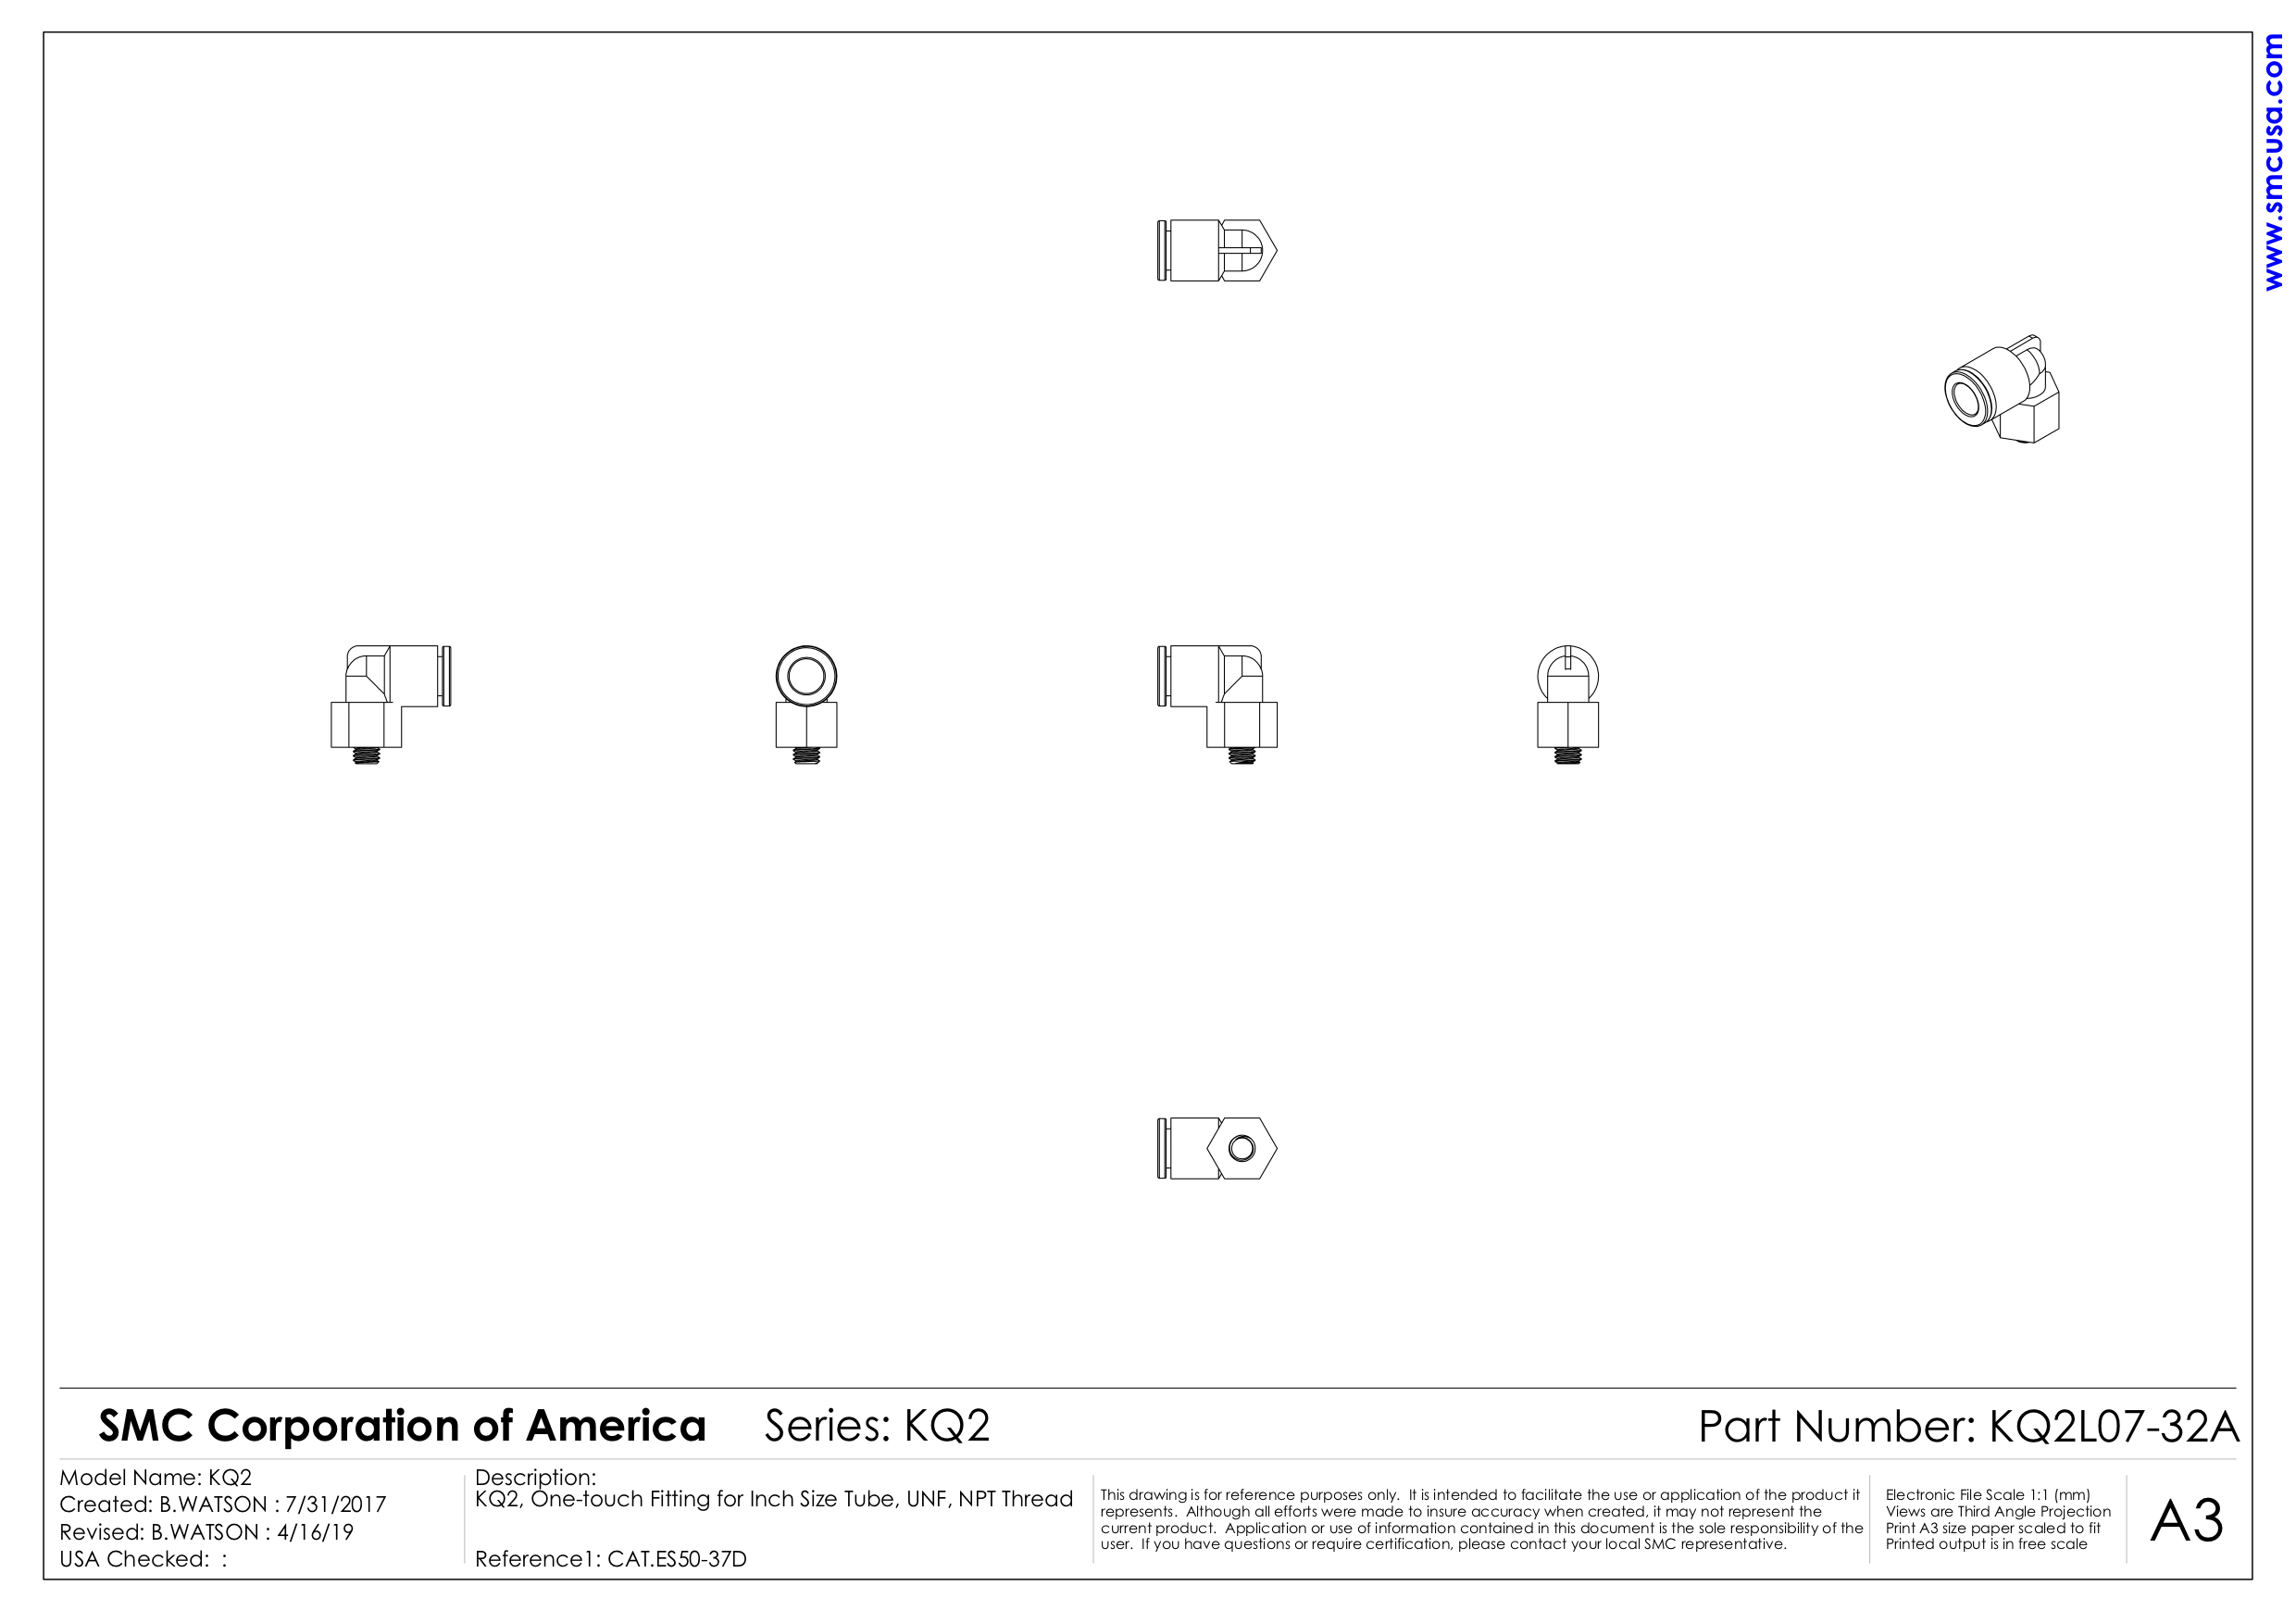 www.smcusa.com
SMC Corporation of America
Series: KQ2
Part Number: KQ2L07-32A
Model Name: KQ2
Created: B.WATSON : 7/31/2017
Revised: B.WATSON : 4/16/19
USA Checked:  :
Description:
KQ2, One-touch Fitting for Inch Size Tube, UNF, NPT Thread
Reference1: CAT.ES50-37D
This drawing is for reference purposes only.  It is intended to facilitate the use or application of the product it
represents.  Although all efforts were made to insure accuracy when created, it may not represent the
current product.  Application or use of information contained in this document is the sole responsibility of the
user.  If you have questions or require certification, please contact your local SMC representative.
Electronic File Scale 1:1 (mm)
Views are Third Angle Projection
Print A3 size paper scaled to fit
Printed output is in free scale
A3